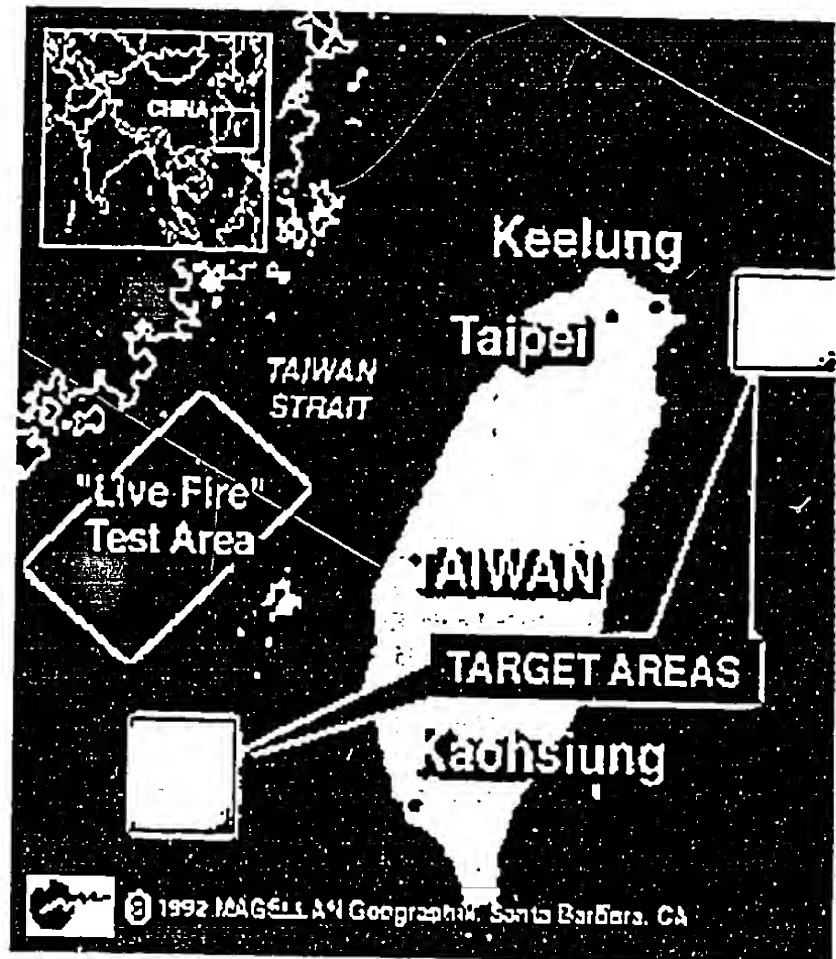 CHINA
Keelung
Taipei
TAIWAN
STRAIT
"Live Fire"
Test Area
TAIWAN
TARGET AREAS
Kaohsiung
© 1992 MAGELLAN Geographix, Santa Barbara, CA